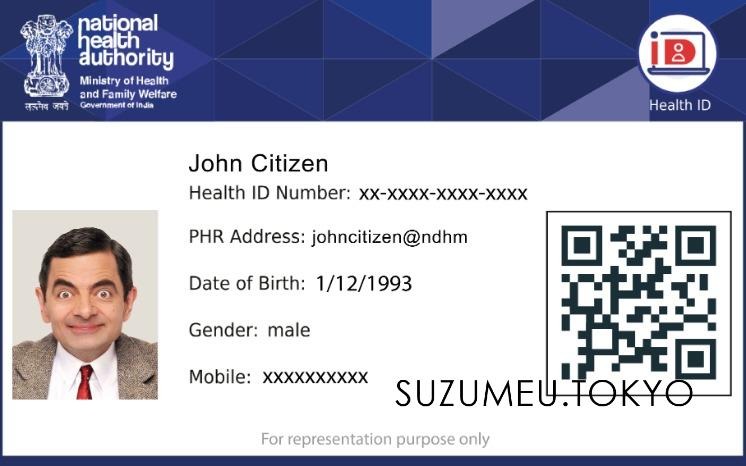 national
health
authority
Ministry of Health
and Family Welfare
Government of India
सत्यमेव जयते
iD
Health ID
John Citizen
Health ID Number: xx-xxxx-xxxx-xxxx
PHR Address: johncitizen@ndhm
Date of Birth: 1/12/1993
Gender: male
Mobile: xxxxxxxxxx
SUZUMEU.TOKYO
For representation purpose only